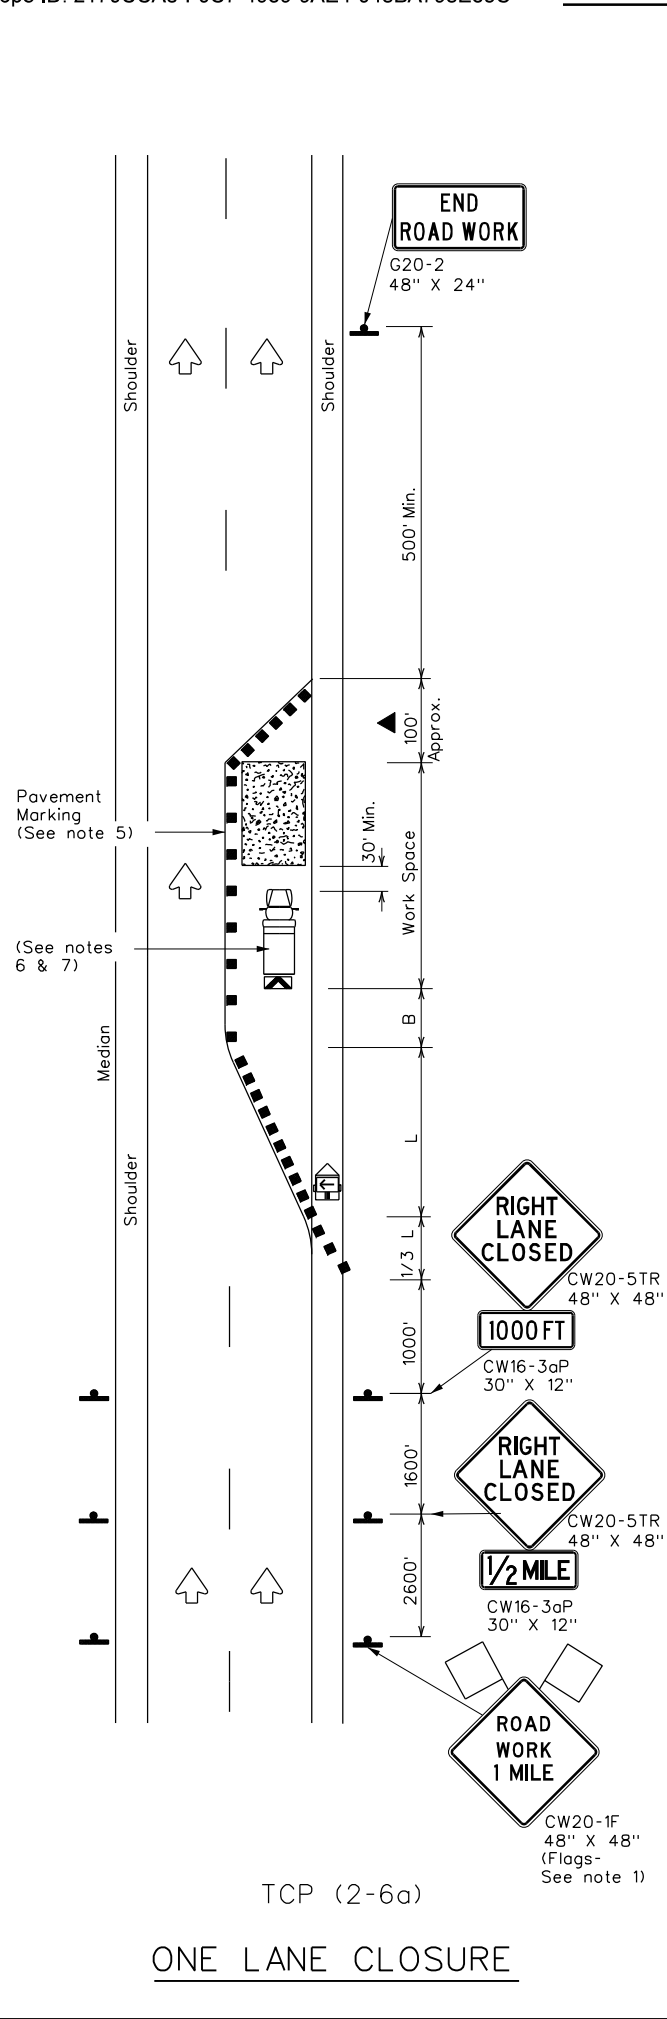 END
ROAD WORK
G20-2
48" X 24"
Shoulder
Shoulder
500' Min.
100'
Approx.
Pavement
Marking
(See note 5)
30' Min.
Work Space
(See notes
6 & 7)
B
Median
L
Shoulder
RIGHT
LANE
CLOSED
1/3 L
CW20-5TR
48" X 48"
1000 FT
1000'
CW16-3aP
30" X 12"
RIGHT
LANE
CLOSED
1600'
CW20-5TR
48" X 48"
1/2 MILE
2600'
CW16-3aP
30" X 12"
ROAD
WORK
1 MILE
CW20-1F
48" X 48"
(Flags-
See note 1)
TCP (2-6a)
ONE LANE CLOSURE